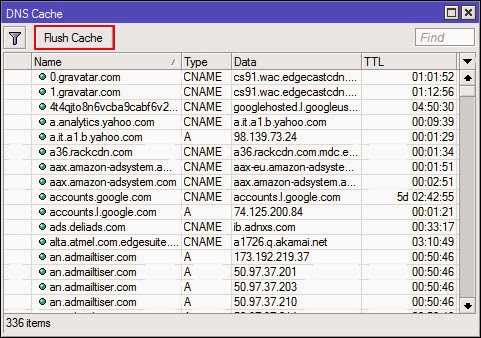 DNS Cache
Flush Cache
Find
Name Type Data TTL
0.gravatar.com CNAME cs91.wac.edgecastcdn.... 01:01:52
1.gravatar.com CNAME cs91.wac.edgecastcdn.... 01:12:56
4t4qjto8n6vcba9cabf6v2... CNAME googlehosted.l.googleus... 04:50:30
a.analytics.yahoo.com CNAME a.it.a1.b.yahoo.com 00:09:39
a.it.a1.b.yahoo.com A 98.139.73.24 00:01:29
a36.rackcdn.com CNAME a36.rackcdn.com.mdc.e... 00:01:34
aax.amazon-adsystem.a... CNAME aax-eu.amazon-adsyste... 00:01:51
aax.amazon-adsystem.com CNAME aax.amazon-adsystem.a... 00:02:51
accounts.google.com CNAME accounts.l.google.com 5d 02:42:55
accounts.l.google.com A 74.125.200.84 00:01:21
ads.deliads.com CNAME ib.adnxs.com 00:33:17
alta.atmel.com.edgesuite.... CNAME a1726.q.akamai.net 03:10:49
an.admailtiser.com A 173.192.219.37 00:50:46
an.admailtiser.com A 50.97.37.201 00:50:46
an.admailtiser.com A 50.97.37.203 00:50:46
an.admailtiser.com A 50.97.37.210 00:50:46
336 items